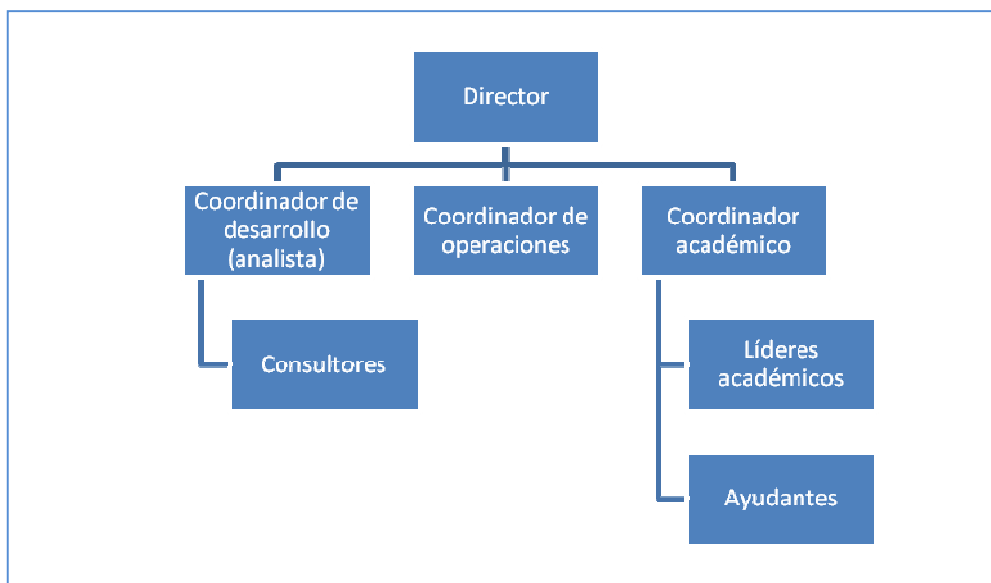 Director
Coordinador de
desarrollo
(analista)
Coordinador de
operaciones
Coordinador
académico
Consultores
Líderes
académicos
Ayudantes